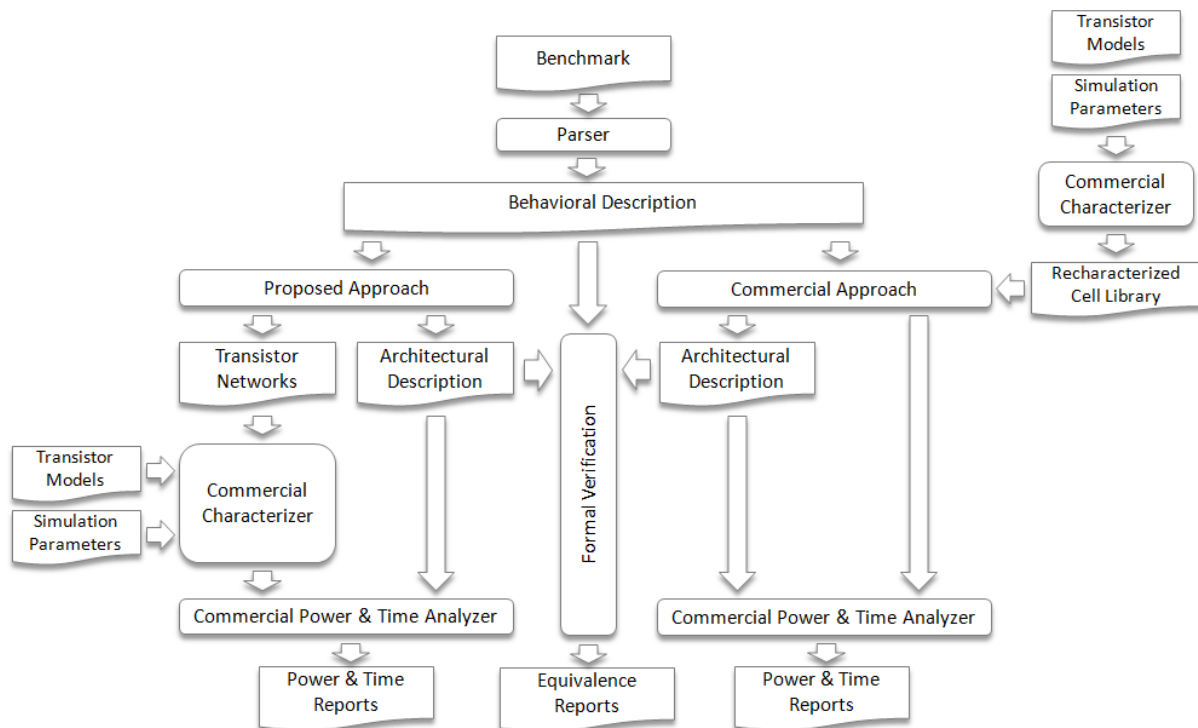 Transistor
Models
Benchmark
Simulation
Parameters
Parser
Commercial
Characterizer
Behavioral Description
Proposed Approach
Commercial Approach
Recharacterized
Cell Library
Transistor
Networks
Architectural
Description
Architectural
Description
Formal Verification
Transistor
Models
Commercial
Characterizer
Simulation
Parameters
Commercial Power & Time Analyzer
Commercial Power & Time Analyzer
Power & Time
Reports
Equivalence
Reports
Power & Time
Reports